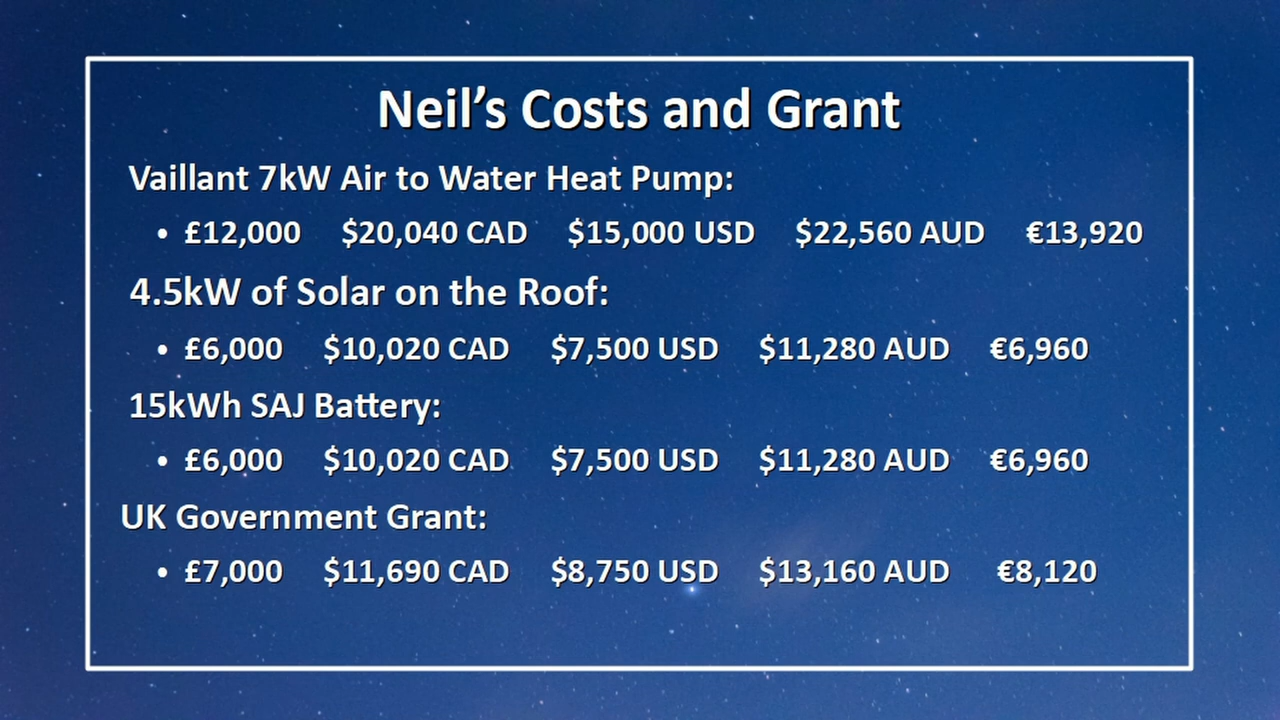 Neil’s Costs and Grant
Vaillant 7kW Air to Water Heat Pump:
• £12,000 $20,040 CAD $15,000 USD $22,560 AUD €13,920
4.5kW of Solar on the Roof:
• £6,000 $10,020 CAD $7,500 USD $11,280 AUD €6,960
15kWh SAJ Battery:
• £6,000 $10,020 CAD $7,500 USD $11,280 AUD €6,960
UK Government Grant:
• £7,000 $11,690 CAD $8,750 USD $13,160 AUD €8,120